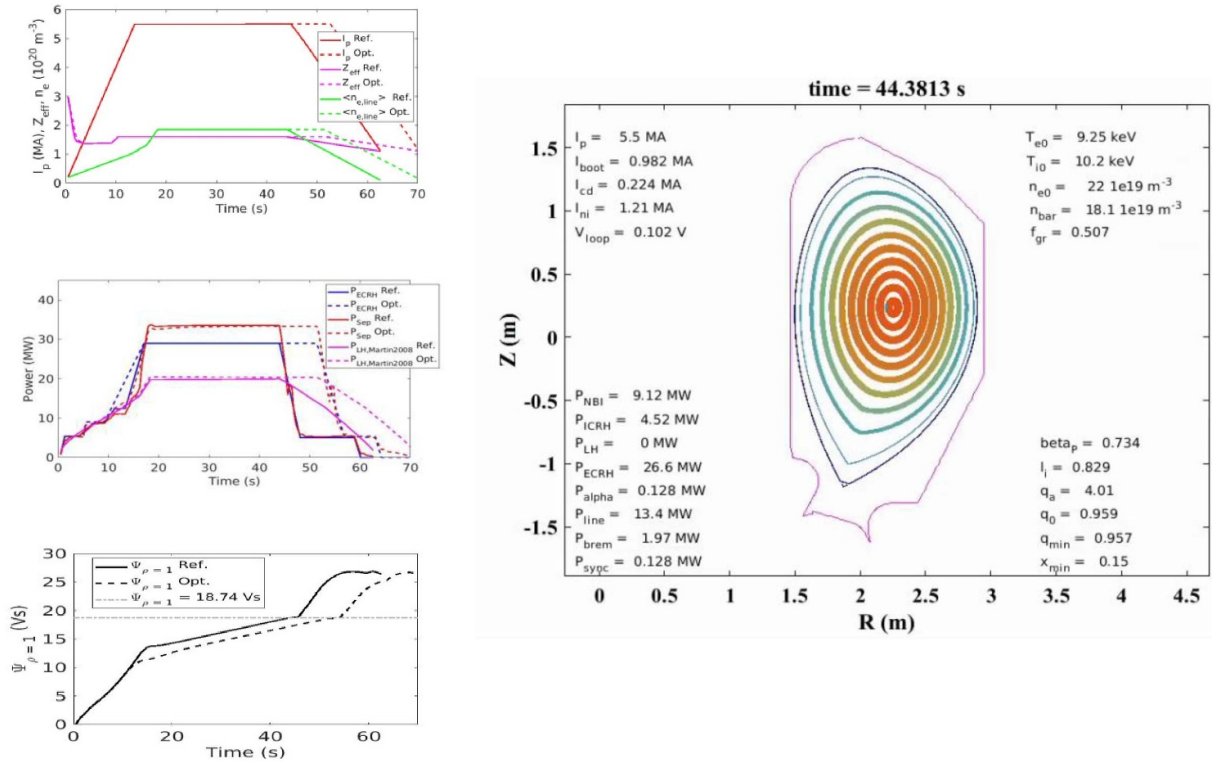 I_p (MA), Z_eff, n_e (10^20 m^-3)
6
5
4
3
2
1
0
0 10 20 30 40 50 60 70
Time (s)
I_p Ref.
I_p Opt.
Z_eff Ref.
Z_eff Opt.
<n_e,line> Ref.
<n_e,line> Opt.
Power (MW)
40
30
20
10
0
0 10 20 30 40 50 60 70
Time (s)
P_ECRH Ref.
P_ECRH Opt.
P_Sep Ref.
P_Sep Opt.
P_LH,Martin2008 Ref.
P_LH,Martin2008 Opt.
Ψ_ρ=1 (Vs)
30
25
20
15
10
5
0
0 20 40 60
Time (s)
Ψ_ρ = 1 Ref.
Ψ_ρ = 1 Opt.
Ψ_ρ = 1 = 18.74 Vs
time = 44.3813 s
I_p = 5.5 MA
I_boot = 0.982 MA
I_cd = 0.224 MA
I_ni = 1.21 MA
V_loop = 0.102 V
T_e0 = 9.25 keV
T_i0 = 10.2 keV
n_e0 = 22 1e19 m^-3
n_bar = 18.1 1e19 m^-3
f_gr = 0.507
P_NBI = 9.12 MW
P_ICRH = 4.52 MW
P_LH = 0 MW
P_ECRH = 26.6 MW
P_alpha = 0.128 MW
P_line = 13.4 MW
P_brem = 1.97 MW
P_sync = 0.128 MW
beta_P = 0.734
l_i = 0.829
q_a = 4.01
q_0 = 0.959
q_min = 0.957
x_min = 0.15
Z (m)
1.5
1
0.5
0
-0.5
-1
-1.5
0 0.5 1 1.5 2 2.5 3 3.5 4 4.5
R (m)